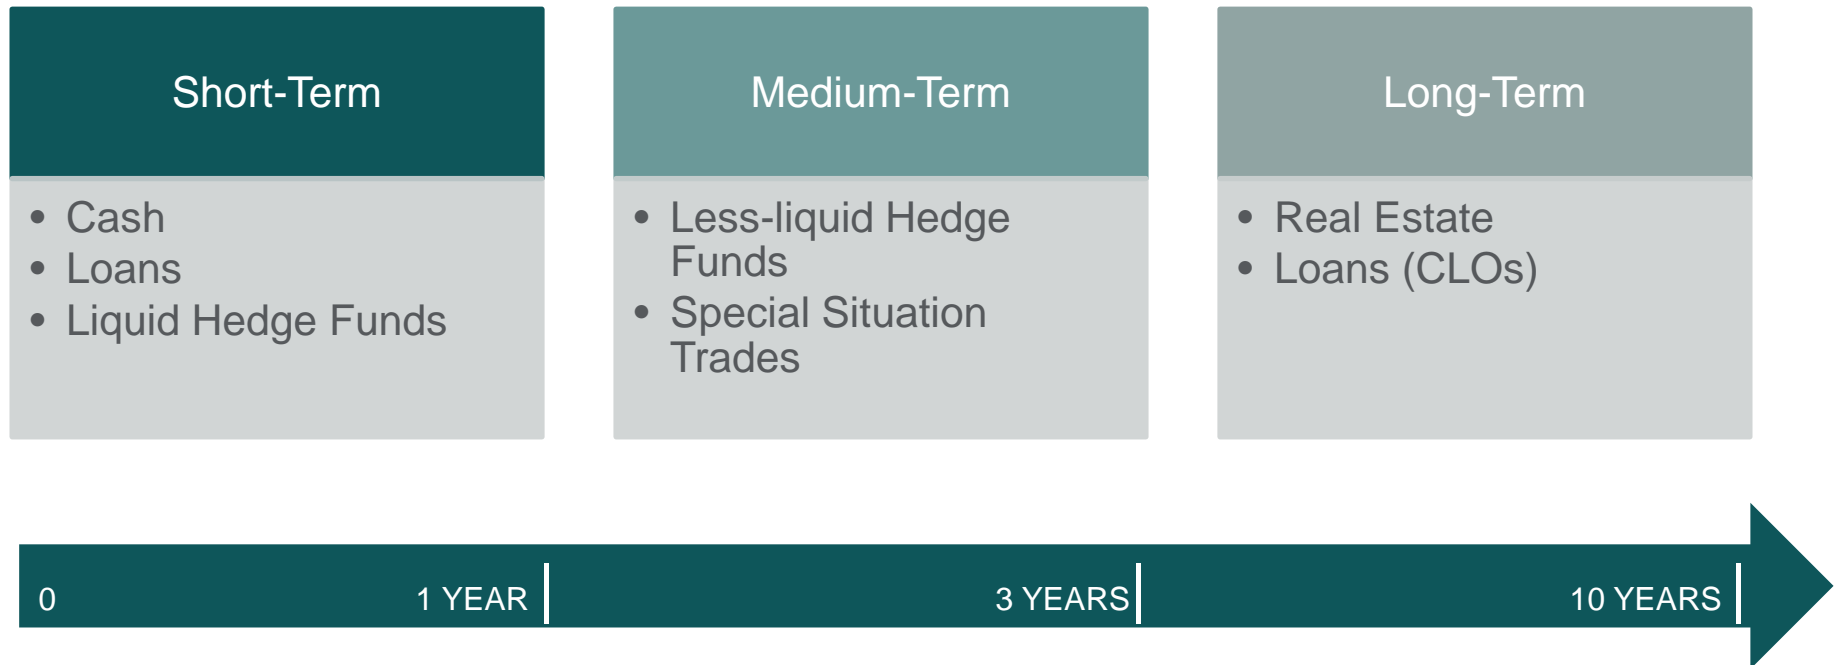 Short-Term
• Cash
• Loans
• Liquid Hedge Funds
Medium-Term
• Less-liquid Hedge
Funds
• Special Situation
Trades
Long-Term
• Real Estate
• Loans (CLOs)
0
1 YEAR
3 YEARS
10 YEARS